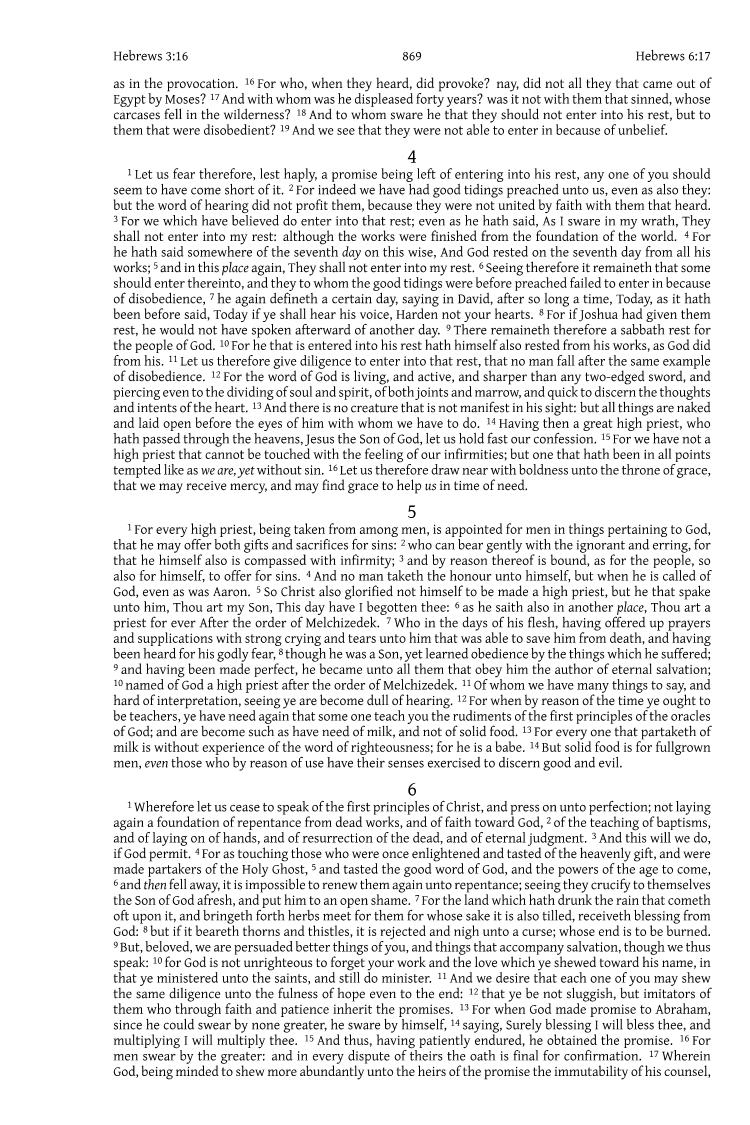 Hebrews 3:16 869 Hebrews 6:17
as in the provocation. 16 For who, when they heard, did provoke? nay, did not all they that came out of
Egypt by Moses? 17 And with whom was he displeased forty years? was it not with them that sinned, whose
carcases fell in the wilderness? 18 And to whom sware he that they should not enter into his rest, but to
them that were disobedient? 19 And we see that they were not able to enter in because of unbelief.
4
1 Let us fear therefore, lest haply, a promise being left of entering into his rest, any one of you should
seem to have come short of it. 2 For indeed we have had good tidings preached unto us, even as also they:
but the word of hearing did not profit them, because they were not united by faith with them that heard.
3 For we which have believed do enter into that rest; even as he hath said, As I sware in my wrath, They
shall not enter into my rest: although the works were finished from the foundation of the world. 4 For
he hath said somewhere of the seventh day on this wise, And God rested on the seventh day from all his
works; 5 and in this place again, They shall not enter into my rest. 6 Seeing therefore it remaineth that some
should enter thereinto, and they to whom the good tidings were before preached failed to enter in because
of disobedience, 7 he again defineth a certain day, saying in David, after so long a time, Today, as it hath
been before said, Today if ye shall hear his voice, Harden not your hearts. 8 For if Joshua had given them
rest, he would not have spoken afterward of another day. 9 There remaineth therefore a sabbath rest for
the people of God. 10 For he that is entered into his rest hath himself also rested from his works, as God did
from his. 11 Let us therefore give diligence to enter into that rest, that no man fall after the same example
of disobedience. 12 For the word of God is living, and active, and sharper than any two-edged sword, and
piercing even to the dividing of soul and spirit, of both joints and marrow, and quick to discern the thoughts
and intents of the heart. 13 And there is no creature that is not manifest in his sight: but all things are naked
and laid open before the eyes of him with whom we have to do. 14 Having then a great high priest, who
hath passed through the heavens, Jesus the Son of God, let us hold fast our confession. 15 For we have not a
high priest that cannot be touched with the feeling of our infirmities; but one that hath been in all points
tempted like as we are, yet without sin. 16 Let us therefore draw near with boldness unto the throne of grace,
that we may receive mercy, and may find grace to help us in time of need.
5
1 For every high priest, being taken from among men, is appointed for men in things pertaining to God,
that he may offer both gifts and sacrifices for sins: 2 who can bear gently with the ignorant and erring, for
that he himself also is compassed with infirmity; 3 and by reason thereof is bound, as for the people, so
also for himself, to offer for sins. 4 And no man taketh the honour unto himself, but when he is called of
God, even as was Aaron. 5 So Christ also glorified not himself to be made a high priest, but he that spake
unto him, Thou art my Son, This day have I begotten thee: 6 as he saith also in another place, Thou art a
priest for ever After the order of Melchizedek. 7 Who in the days of his flesh, having offered up prayers
and supplications with strong crying and tears unto him that was able to save him from death, and having
been heard for his godly fear, 8 though he was a Son, yet learned obedience by the things which he suffered;
9 and having been made perfect, he became unto all them that obey him the author of eternal salvation;
10 named of God a high priest after the order of Melchizedek. 11 Of whom we have many things to say, and
hard of interpretation, seeing ye are become dull of hearing. 12 For when by reason of the time ye ought to
be teachers, ye have need again that some one teach you the rudiments of the first principles of the oracles
of God; and are become such as have need of milk, and not of solid food. 13 For every one that partaketh of
milk is without experience of the word of righteousness; for he is a babe. 14 But solid food is for fullgrown
men, even those who by reason of use have their senses exercised to discern good and evil.
6
1 Wherefore let us cease to speak of the first principles of Christ, and press on unto perfection; not laying
again a foundation of repentance from dead works, and of faith toward God, 2 of the teaching of baptisms,
and of laying on of hands, and of resurrection of the dead, and of eternal judgment. 3 And this will we do,
if God permit. 4 For as touching those who were once enlightened and tasted of the heavenly gift, and were
made partakers of the Holy Ghost, 5 and tasted the good word of God, and the powers of the age to come,
6 and then fell away, it is impossible to renew them again unto repentance; seeing they crucify to themselves
the Son of God afresh, and put him to an open shame. 7 For the land which hath drunk the rain that cometh
oft upon it, and bringeth forth herbs meet for them for whose sake it is also tilled, receiveth blessing from
God: 8 but if it beareth thorns and thistles, it is rejected and nigh unto a curse; whose end is to be burned.
9 But, beloved, we are persuaded better things of you, and things that accompany salvation, though we thus
speak: 10 for God is not unrighteous to forget your work and the love which ye shewed toward his name, in
that ye ministered unto the saints, and still do minister. 11 And we desire that each one of you may shew
the same diligence unto the fulness of hope even to the end: 12 that ye be not sluggish, but imitators of
them who through faith and patience inherit the promises. 13 For when God made promise to Abraham,
since he could swear by none greater, he sware by himself, 14 saying, Surely blessing I will bless thee, and
multiplying I will multiply thee. 15 And thus, having patiently endured, he obtained the promise. 16 For
men swear by the greater: and in every dispute of theirs the oath is final for confirmation. 17 Wherein
God, being minded to shew more abundantly unto the heirs of the promise the immutability of his counsel,